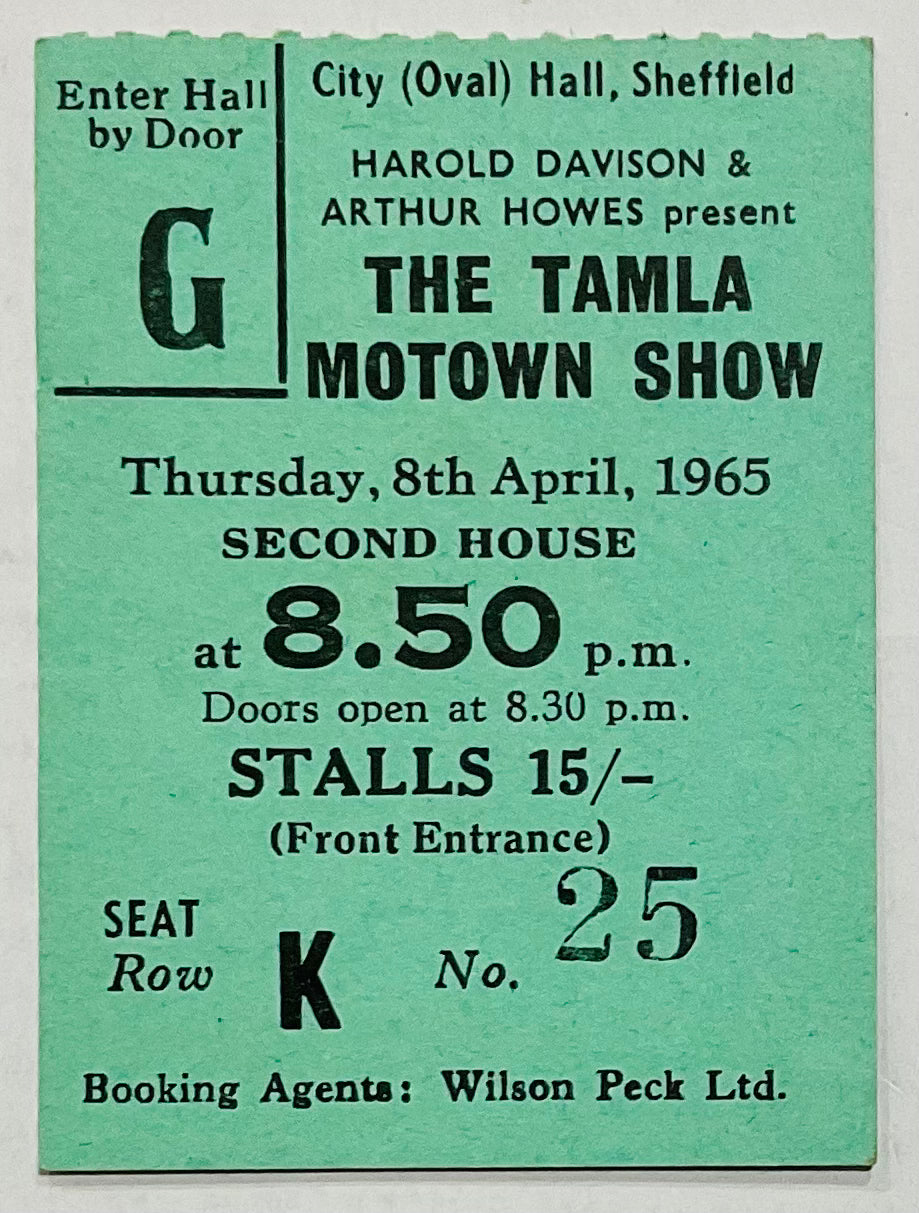 Enter Hall
by Door
G
City (Oval) Hall, Sheffield
HAROLD DAVISON &
ARTHUR HOWES present
THE TAMLA
MOTOWN SHOW
Thursday, 8th April, 1965
SECOND HOUSE
at 8.50 p.m.
Doors open at 8.30 p.m.
STALLS 15/–
(Front Entrance)
SEAT
Row K No. 25
Booking Agents: Wilson Peck Ltd.